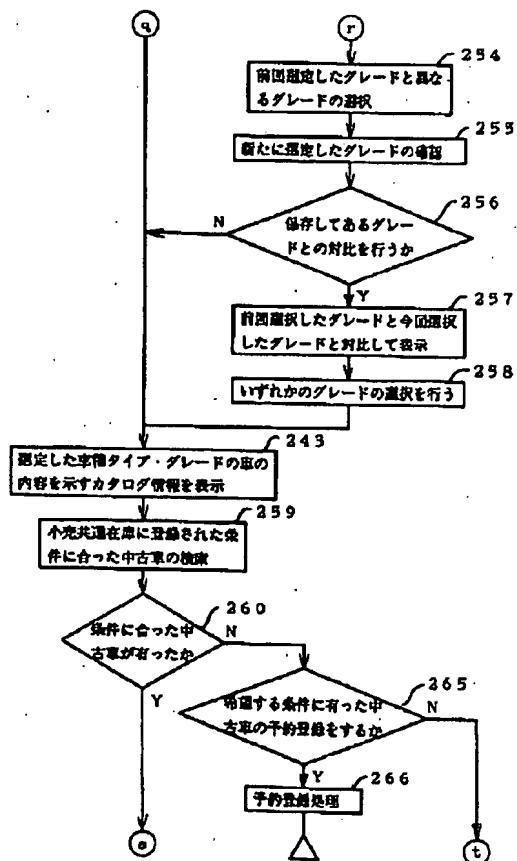 q
r
254
前回選定したグレードと異な
るグレードの選択
255
新たに選定したグレードの確認
256
保存してあるグレー
ドとの対比を行うか
N
Y
257
前回選択したグレードと今回選択
したグレードと対比して表示
258
いずれかのグレードの選択を行う
243
選定した車種タイプ・グレードの車の
内容を示すカタログ情報を表示
259
小売共通在庫に登録された条
件に合った中古車の検索
260
条件に合った中
古車が有ったか
N
Y
265
希望する条件に有った中
古車の予約登録をするか
N
Y
266
予約登録処理
s
t